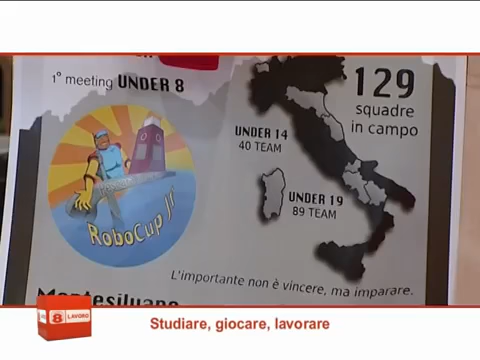 1° meeting UNDER 8
129
squadre
in campo
UNDER 14
40 TEAM
UNDER 19
89 TEAM
RoboCup Jr
L'importante non è vincere, ma imparare.
Montesilvano
8 LAVORO
Studiare, giocare, lavorare